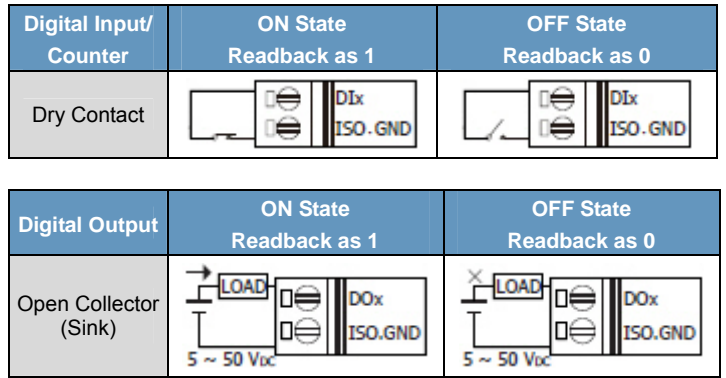 Digital Input/
Counter
ON State
Readback as 1
OFF State
Readback as 0
Dry Contact
DIx
ISO.GND
DIx
ISO.GND
Digital Output
ON State
Readback as 1
OFF State
Readback as 0
Open Collector
(Sink)
LOAD
DOx
ISO.GND
5 ~ 50 VDC
LOAD
DOx
ISO.GND
5 ~ 50 VDC